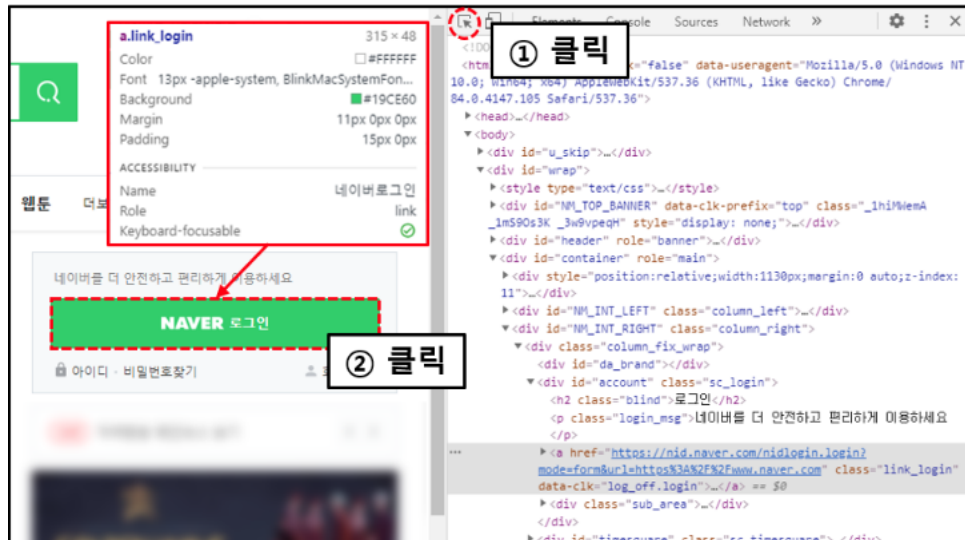 a.link_login 315 × 48
Color #FFFFFF
Font 13px -apple-system, BlinkMacSystemFon...
Background #19CE60
Margin 11px 0px 0px
Padding 15px 0px
ACCESSIBILITY
Name 네이버로그인
Role link
Keyboard-focusable
웹툰 더보
네이버를 더 안전하고 편리하게 이용하세요
NAVER 로그인
② 클릭
아이디 · 비밀번호찾기
① 클릭
Console Sources Network »
<htm
="false" data-useragent="Mozilla/5.0 (Windows NT
10.0; Win64; x64) AppleWebKit/537.36 (KHTML, like Gecko) Chrome/
84.0.4147.105 Safari/537.36">
<head>…</head>
<body>
<div id="u_skip">…</div>
<div id="wrap">
<style type="text/css">…</style>
<div id="NM_TOP_BANNER" data-clk-prefix="top" class="_1hiMWemA
_1mS9Os3K _3w9vpeqH" style="display: none;">…</div>
<div id="header" role="banner">…</div>
<div id="container" role="main">
<div style="position:relative;width:1130px;margin:0 auto;z-index:
11">…</div>
<div id="NM_INT_LEFT" class="column_left">…</div>
<div id="NM_INT_RIGHT" class="column_right">
<div class="column_fix_wrap">
<div id="da_brand"></div>
<div id="account" class="sc_login">
<h2 class="blind">로그인</h2>
<p class="login_msg">네이버를 더 안전하고 편리하게 이용하세요
</p>
<a href="https://nid.naver.com/nidlogin.login?
mode=form&url=https%3A%2F%2Fwww.naver.com" class="link_login"
data-clk="log_off.login">…</a> == $0
<div class="sub_area">…</div>
</div>
<div id="timesquare" class="sc_timesquare">…</div>